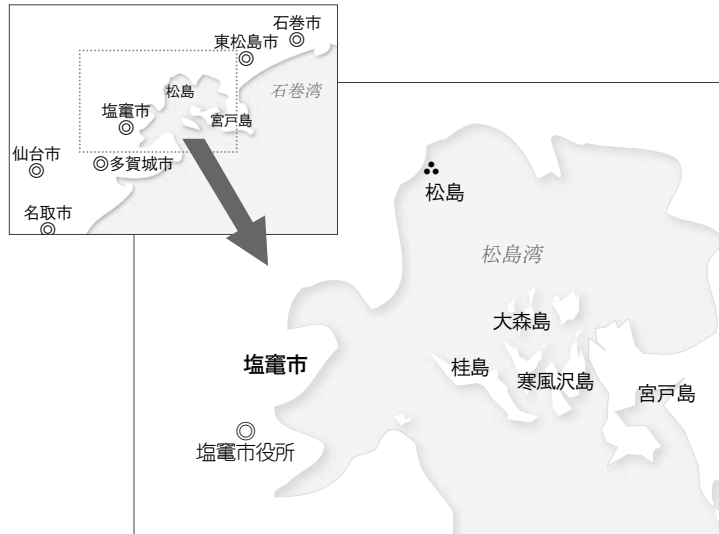 石巻市
東松島市
石巻湾
松島
塩竈市
宮戸島
仙台市
多賀城市
名取市
松島
松島湾
大森島
塩竈市
桂島
寒風沢島
宮戸島
塩竈市役所